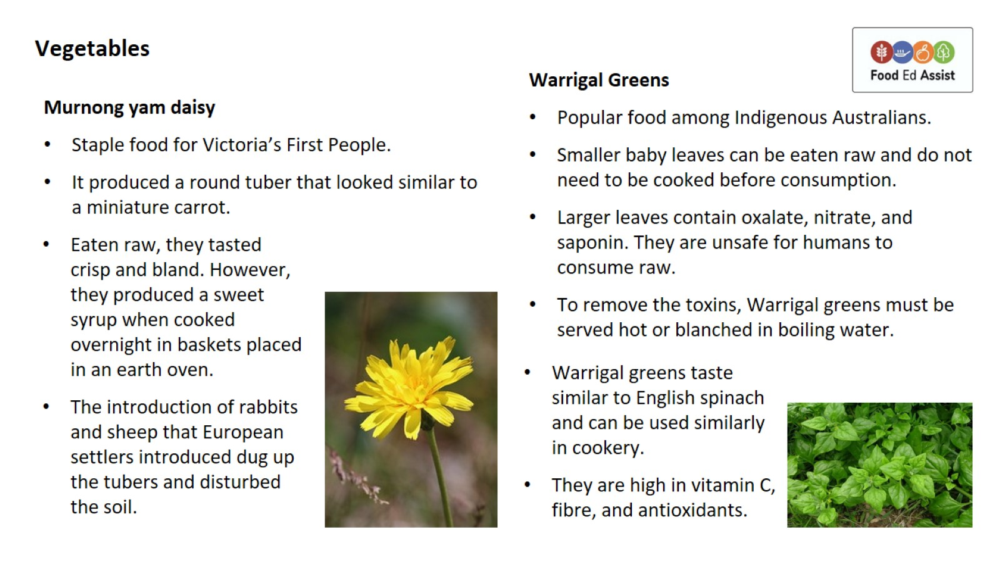 Vegetables
Murnong yam daisy
• Staple food for Victoria’s First People.
• It produced a round tuber that looked similar to
a miniature carrot.
• Eaten raw, they tasted
crisp and bland. However,
they produced a sweet
syrup when cooked
overnight in baskets placed
in an earth oven.
• The introduction of rabbits
and sheep that European
settlers introduced dug up
the tubers and disturbed
the soil.
Food Ed Assist
Warrigal Greens
• Popular food among Indigenous Australians.
• Smaller baby leaves can be eaten raw and do not
need to be cooked before consumption.
• Larger leaves contain oxalate, nitrate, and
saponin. They are unsafe for humans to
consume raw.
• To remove the toxins, Warrigal greens must be
served hot or blanched in boiling water.
• Warrigal greens taste
similar to English spinach
and can be used similarly
in cookery.
• They are high in vitamin C,
fibre, and antioxidants.